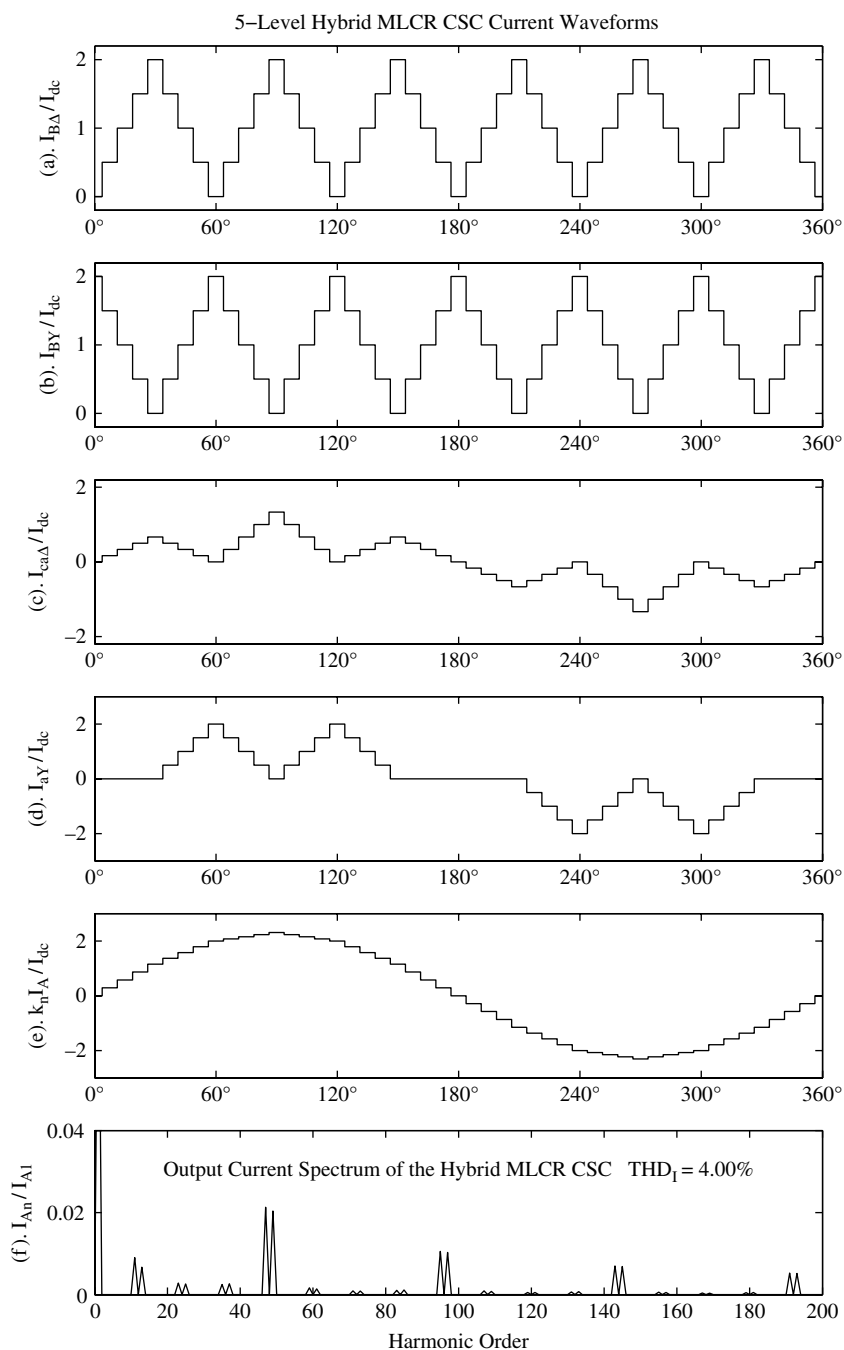 5−Level Hybrid MLCR CSC Current Waveforms
(a). I_BΔ / I_dc
2
1
0
0° 60° 120° 180° 240° 300° 360°
(b). I_BY / I_dc
2
1
0
0° 60° 120° 180° 240° 300° 360°
(c). I_caΔ / I_dc
2
0
−2
0° 60° 120° 180° 240° 300° 360°
(d). I_aY / I_dc
2
0
−2
0° 60° 120° 180° 240° 300° 360°
(e). k_n I_A / I_dc
2
0
−2
0° 60° 120° 180° 240° 300° 360°
(f). I_An / I_A1
0.04
Output Current Spectrum of the Hybrid MLCR CSC THD_I = 4.00%
0.02
0
0 20 40 60 80 100 120 140 160 180 200
Harmonic Order